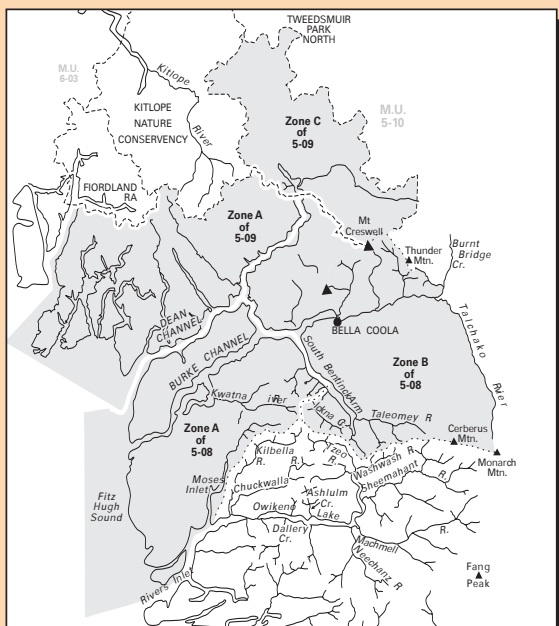 TWEEDSMUIR
PARK
NORTH
M.U.
6-03
Kitlope
River
KITLOPE
NATURE
CONSERVENCY
M.U.
5-10
Zone C
of
5-09
FIORDLAND
RA
Zone A
of
5-09
Mt
Creswell
Thunder
Mtn.
Burnt
Bridge
Cr.
DEAN
CHANNEL
BELLA COOLA
Talchako
River
BURKE CHANNEL
South Bentinck Arm
Zone B
of
5-08
Kwatna
iver
R.
Taleomey R
Zone A
of
5-08
Cerberus
Mtn.
Monarch
Mtn.
Kilbella
R.
Tzeo
R.
Washwash R.
Sheemahant
R.
Moses
Inlet
Chuckwalla
Ashlulm
Cr.
Owikeno
Lake
Fitz
Hugh
Sound
Dallery
Cr.
Machmell
R.
Neechanz R
Fang
Peak
Rivers Inlet